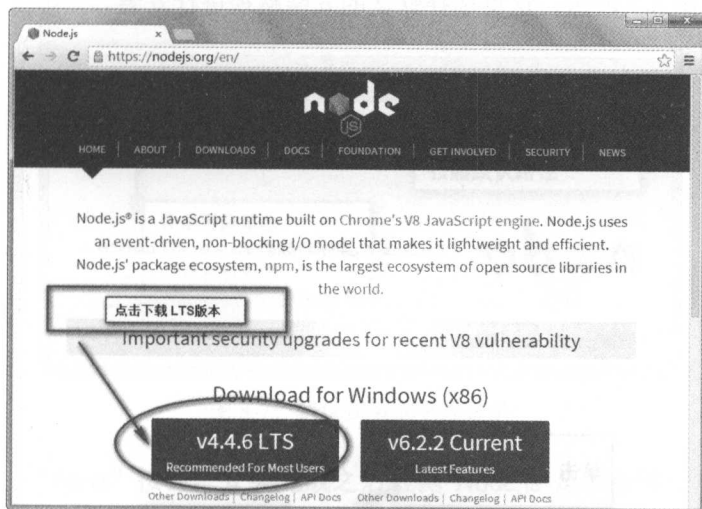 Node.js
https://nodejs.org/en/
node
JS
HOME | ABOUT | DOWNLOADS | DOCS | FOUNDATION | GET INVOLVED | SECURITY | NEWS
Node.js® is a JavaScript runtime built on Chrome's V8 JavaScript engine. Node.js uses
an event-driven, non-blocking I/O model that makes it lightweight and efficient.
Node.js' package ecosystem, npm, is the largest ecosystem of open source libraries in
the world.
点击下载 LTS版本
Important security upgrades for recent V8 vulnerability
Download for Windows (x86)
v4.4.6 LTS
Recommended For Most Users
v6.2.2 Current
Latest Features
Other Downloads | Changelog | API Docs
Other Downloads | Changelog | API Docs